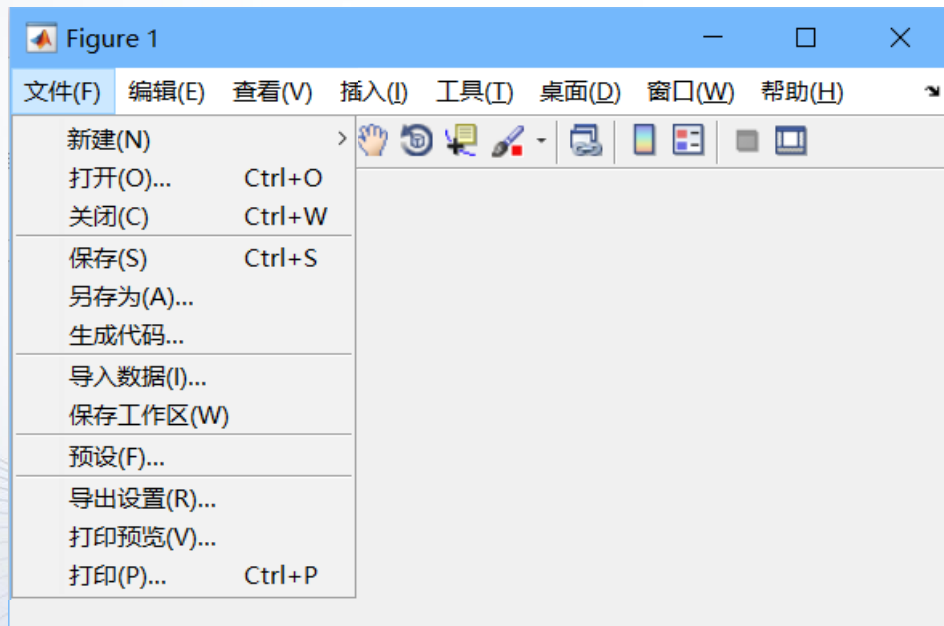 Figure 1
文件(F) 编辑(E) 查看(V) 插入(I) 工具(T) 桌面(D) 窗口(W) 帮助(H)
新建(N)
打开(O)... Ctrl+O
关闭(C) Ctrl+W
保存(S) Ctrl+S
另存为(A)...
生成代码...
导入数据(I)...
保存工作区(W)
预设(F)...
导出设置(R)...
打印预览(V)...
打印(P)... Ctrl+P